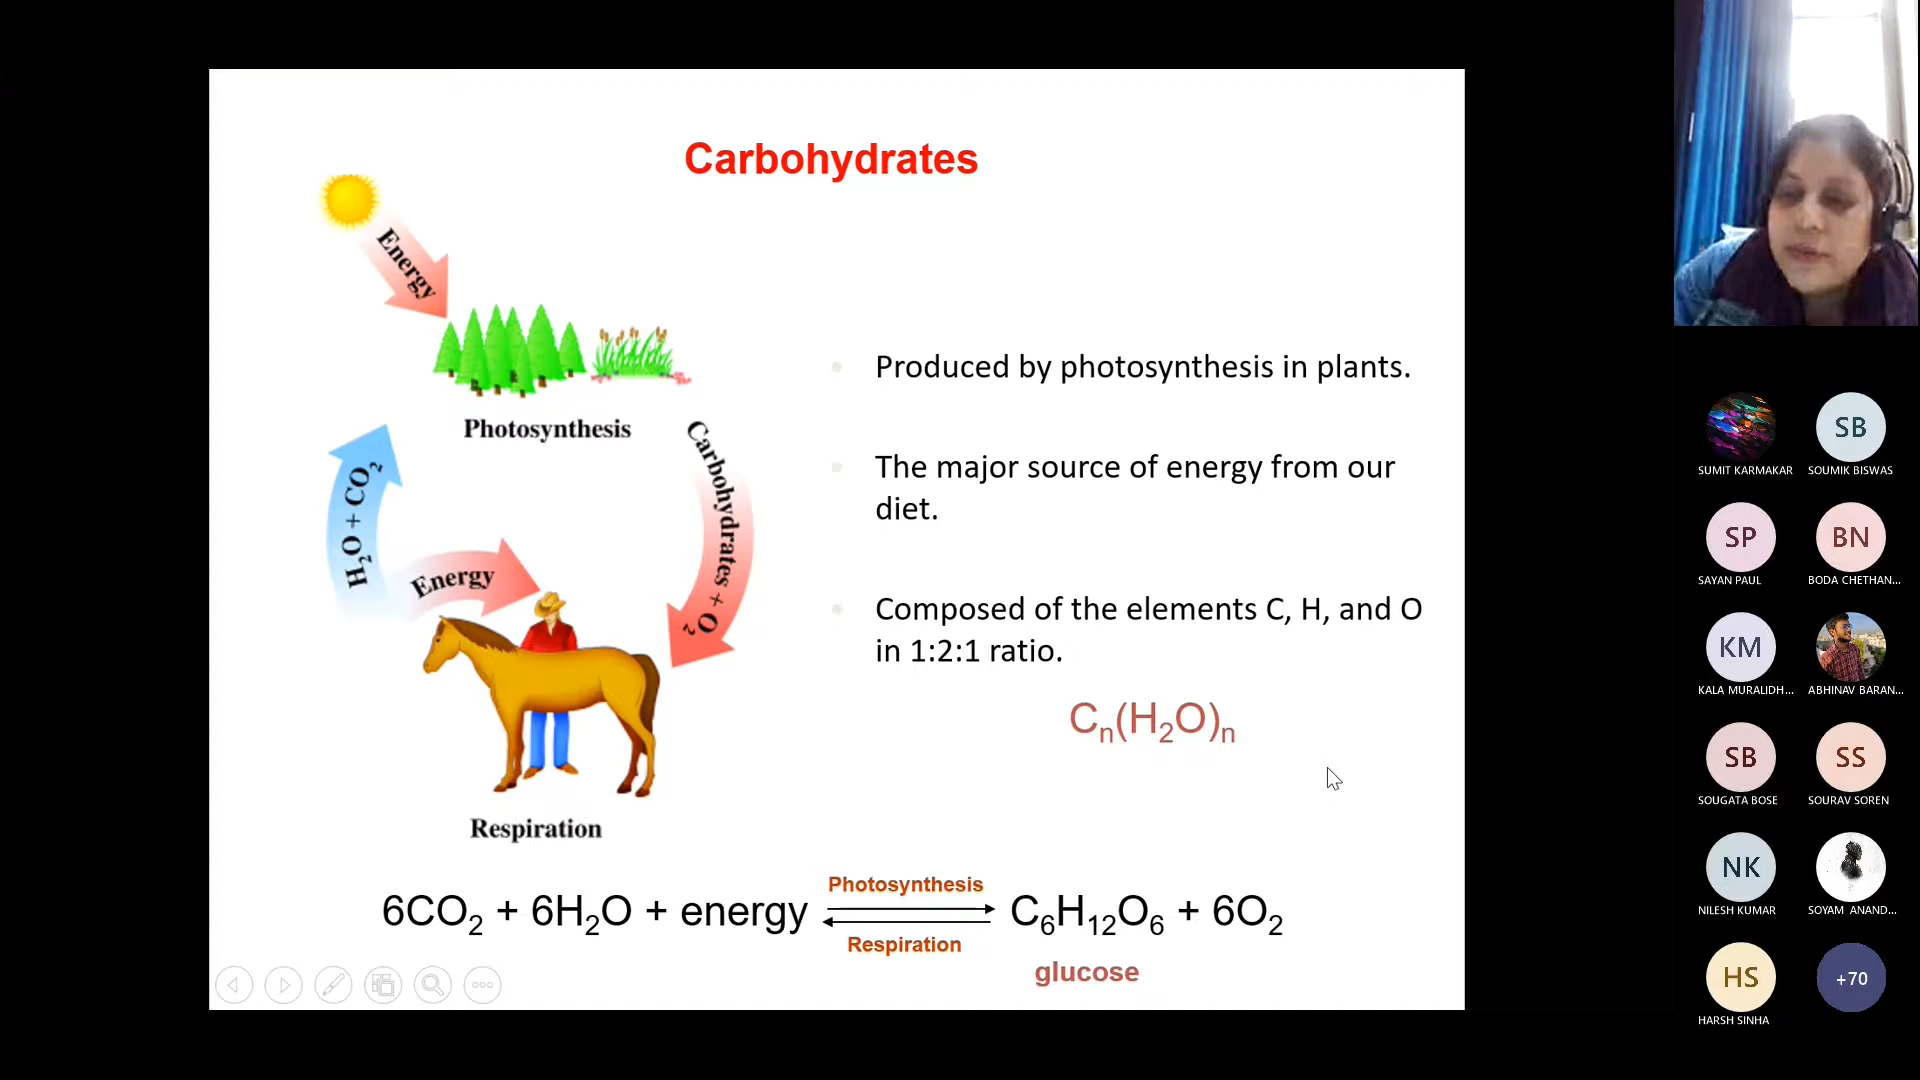 Carbohydrates
Energy
Photosynthesis
H₂O + CO₂
Carbohydrates + O₂
Energy
Respiration
Produced by photosynthesis in plants.
The major source of energy from our
diet.
Composed of the elements C, H, and O
in 1:2:1 ratio.
Cₙ(H₂O)ₙ
Photosynthesis
6CO₂ + 6H₂O + energy ⇌ C₆H₁₂O₆ + 6O₂
Respiration
glucose
SUMIT KARMAKAR
SB
SOUMIK BISWAS
SP
SAYAN PAUL
BN
BODA CHETHAN...
KM
KALA MURALIDH...
ABHINAV BARAN...
SB
SOUGATA BOSE
SS
SOURAV SOREN
NK
NILESH KUMAR
SOYAM ANAND...
HS
HARSH SINHA
+70